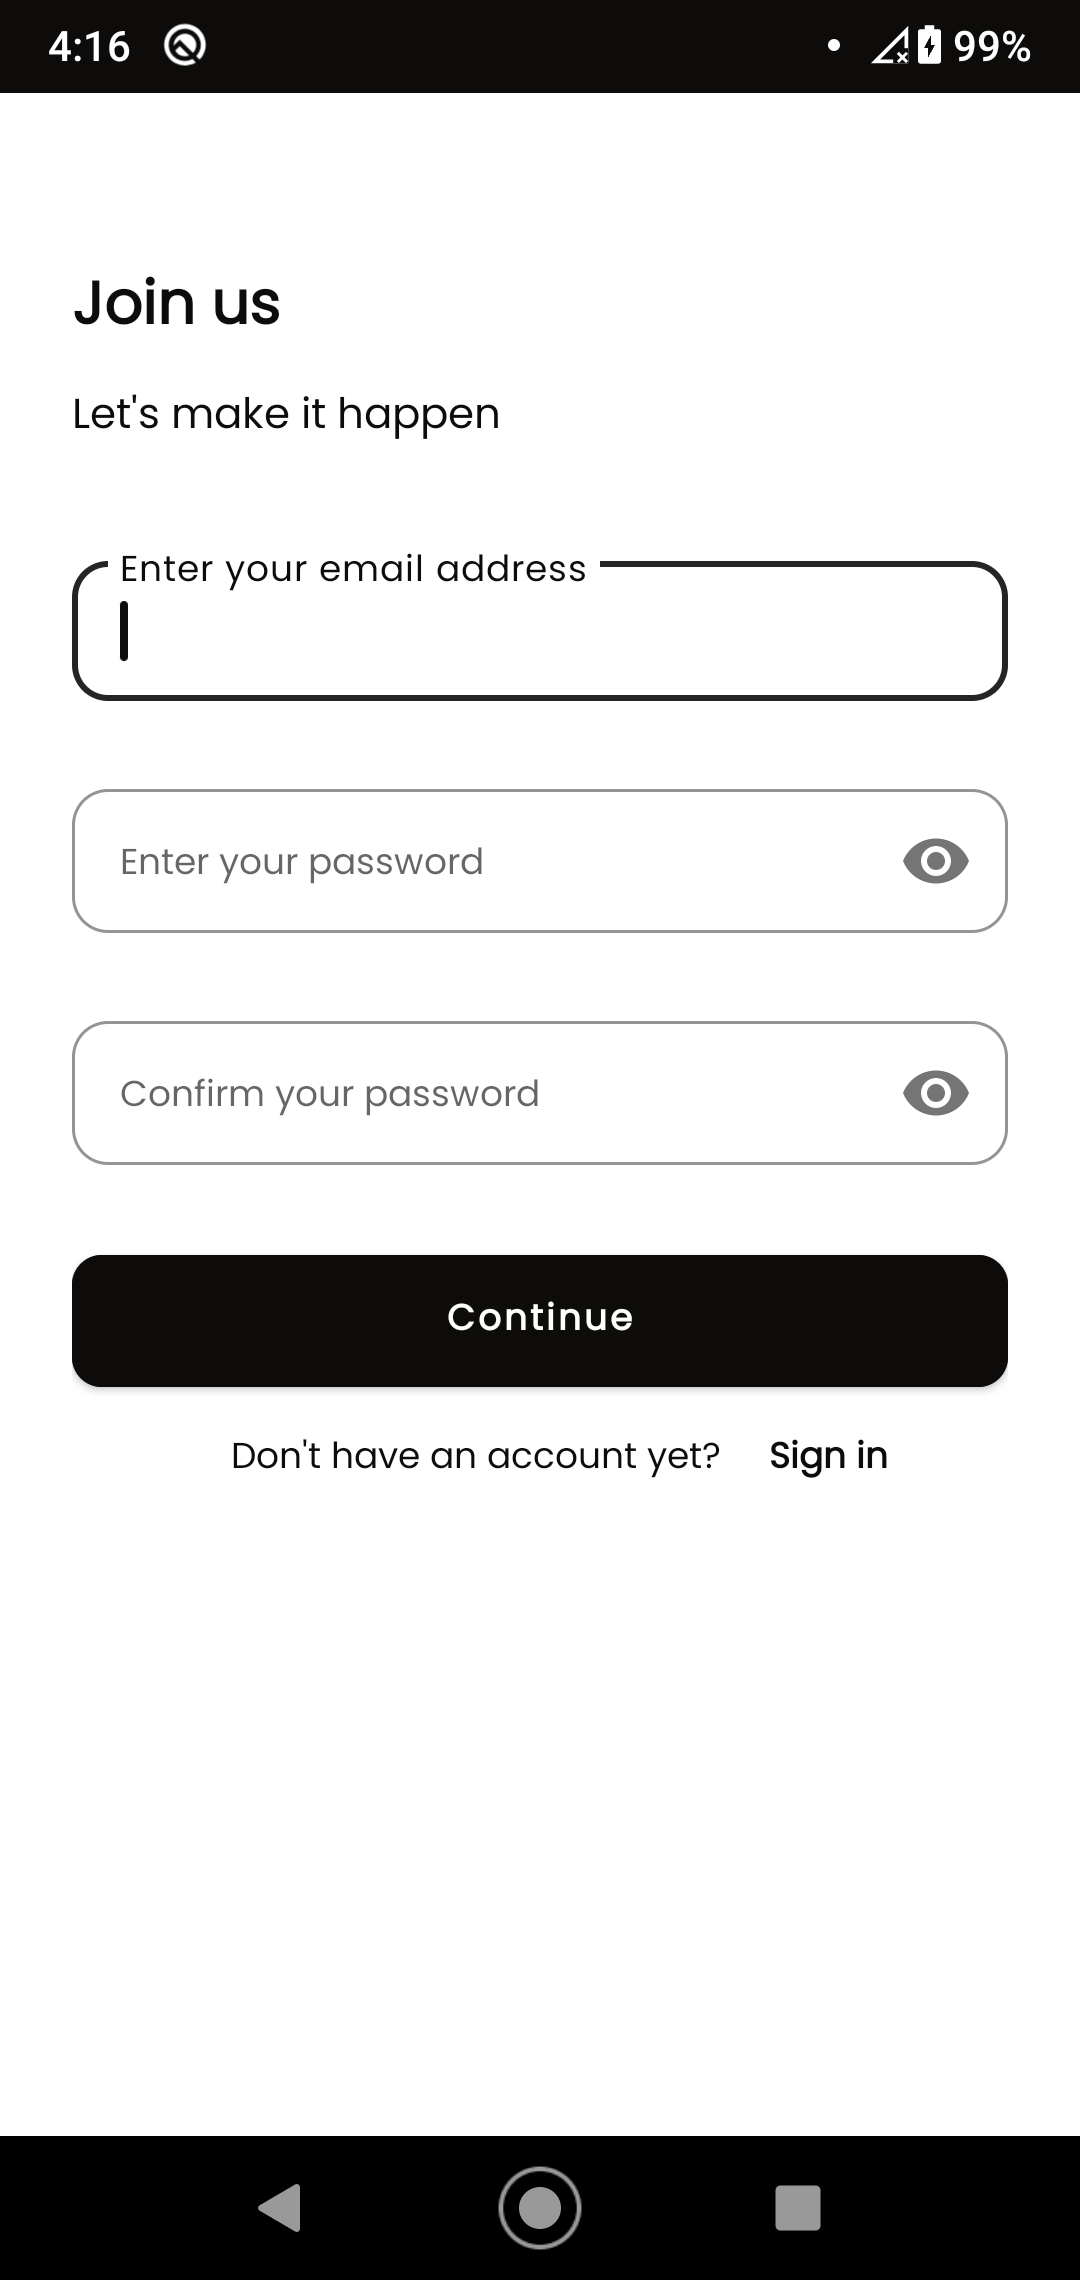 4:16 99%
Join us
Let's make it happen
Enter your email address
Enter your password
Confirm your password
Continue
Don't have an account yet? Sign in